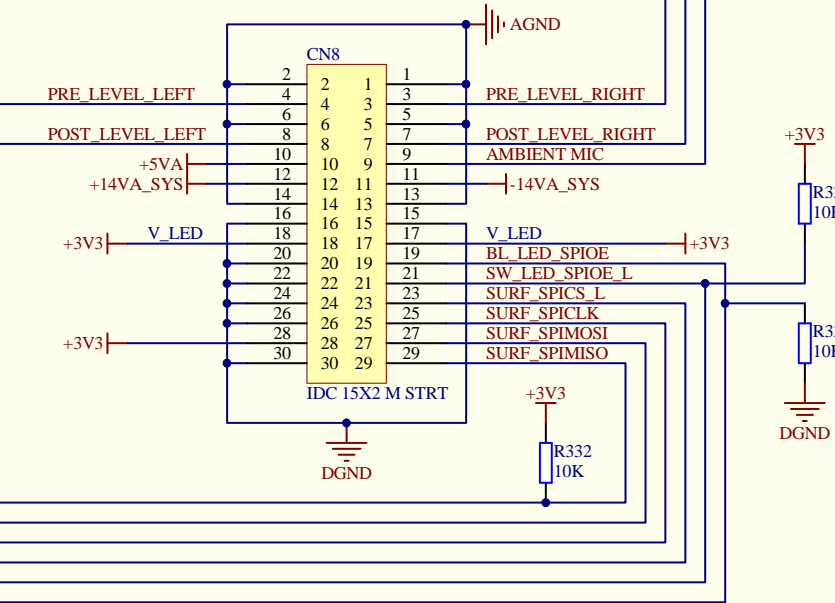 AGND
CN8
2 2 1 1
PRE_LEVEL_LEFT 4 4 3 3 PRE_LEVEL_RIGHT
6 6 5 5
POST_LEVEL_LEFT 8 8 7 7 POST_LEVEL_RIGHT
+3V3
+5VA 10 10 9 9 AMBIENT MIC
+14VA_SYS 12 12 11 11 -14VA_SYS
14 14 13 13
16 16 15 15
+3V3 V_LED 18 18 17 17 V_LED +3V3
20 20 19 19 BL_LED_SPIOE
22 22 21 21 SW_LED_SPIOE_L
24 24 23 23 SURF_SPICS_L
26 26 25 25 SURF_SPICLK
+3V3 28 28 27 27 SURF_SPIMOSI
30 30 29 29 SURF_SPIMISO
IDC 15X2 M STRT
+3V3
DGND
R332
10K
DGND